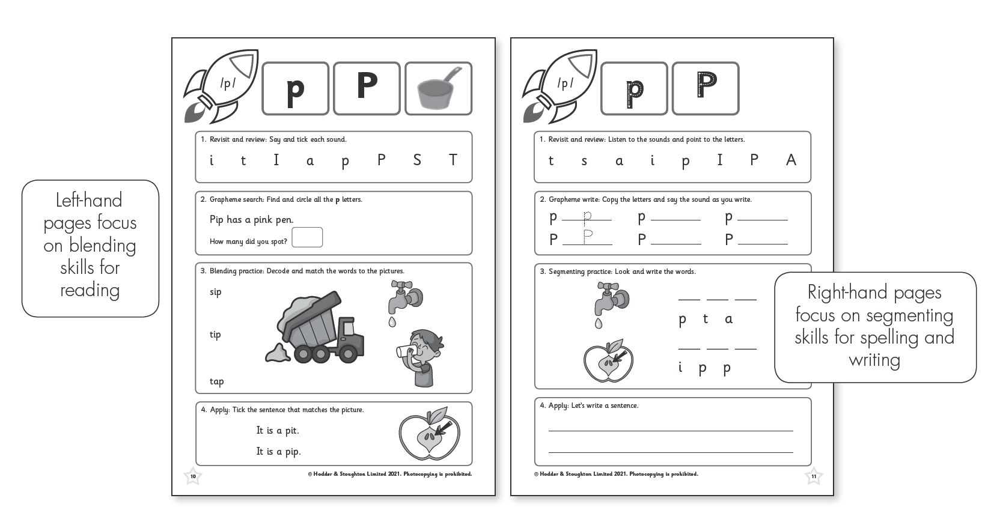 Left-hand
pages focus
on blending
skills for
reading
/p/
p P
1. Revisit and review: Say and tick each sound.
i t I a p P S T
2. Grapheme search: Find and circle all the p letters.
Pip has a pink pen.
How many did you spot?
3. Blending practice: Decode and match the words to the pictures.
sip
tip
tap
4. Apply: Tick the sentence that matches the picture.
It is a pit.
It is a pip.
10
© Hodder & Stoughton Limited 2021. Photocopying is prohibited.
/p/
p P
1. Revisit and review: Listen to the sounds and point to the letters.
t s a i p I P A
2. Grapheme write: Copy the letters and say the sound as you write.
p p p p
P P P P
3. Segmenting practice: Look and write the words.
p t a
i p p
4. Apply: Let's write a sentence.
© Hodder & Stoughton Limited 2021. Photocopying is prohibited.
11
Right-hand pages
focus on segmenting
skills for spelling and
writing